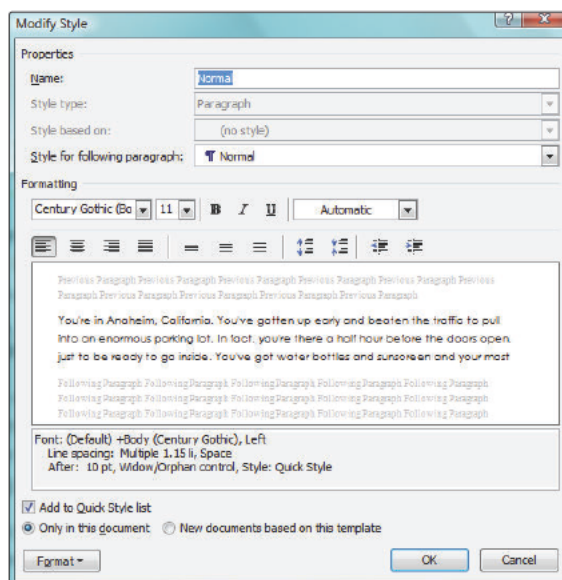 Modify Style
Properties
Name: Normal
Style type: Paragraph
Style based on: (no style)
Style for following paragraph: ¶ Normal
Formatting
Century Gothic (Bo 11 B I U Automatic
Previous Paragraph Previous Paragraph Previous Paragraph Previous Paragraph Previous Paragraph
Paragraph Previous Paragraph Previous Paragraph Previous Paragraph Previous Paragraph
You're in Anaheim, California. You've gotten up early and beaten the traffic to pull
into an enormous parking lot. In fact, you're there a half hour before the doors open
just to be ready to go inside. You've got water bottles and sunscreen and your most
Following Paragraph Following Paragraph Following Paragraph Following Paragraph
Following Paragraph Following Paragraph Following Paragraph Following Paragraph
Following Paragraph Following Paragraph Following Paragraph Following Paragraph
Font: (Default) +Body (Century Gothic), Left
Line spacing: Multiple 1.15 li, Space
After: 10 pt, Widow/Orphan control, Style: Quick Style
Add to Quick Style list
Only in this document New documents based on this template
Format OK Cancel